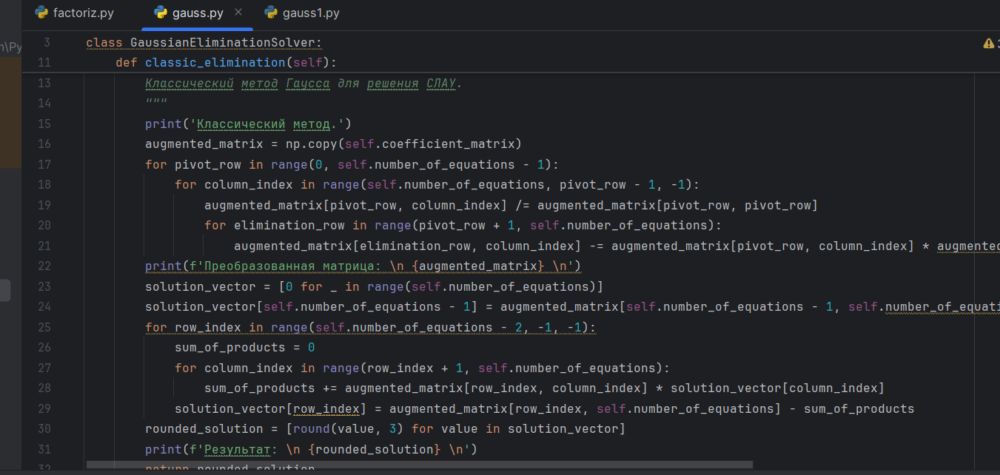 factoriz.py gauss.py gauss1.py
3 class GaussianEliminationSolver:
11 def classic_elimination(self):
13 Классический метод Гаусса для решения СЛАУ.
14 """
15 print('Классический метод.')
16 augmented_matrix = np.copy(self.coefficient_matrix)
17 for pivot_row in range(0, self.number_of_equations - 1):
18 for column_index in range(self.number_of_equations, pivot_row - 1, -1):
19 augmented_matrix[pivot_row, column_index] /= augmented_matrix[pivot_row, pivot_row]
20 for elimination_row in range(pivot_row + 1, self.number_of_equations):
21 augmented_matrix[elimination_row, column_index] -= augmented_matrix[pivot_row, column_index] * augmented
22 print(f'Преобразованная матрица: \n {augmented_matrix} \n')
23 solution_vector = [0 for _ in range(self.number_of_equations)]
24 solution_vector[self.number_of_equations - 1] = augmented_matrix[self.number_of_equations - 1, self.number_of_equati
25 for row_index in range(self.number_of_equations - 2, -1, -1):
26 sum_of_products = 0
27 for column_index in range(row_index + 1, self.number_of_equations):
28 sum_of_products += augmented_matrix[row_index, column_index] * solution_vector[column_index]
29 solution_vector[row_index] = augmented_matrix[row_index, self.number_of_equations] - sum_of_products
30 rounded_solution = [round(value, 3) for value in solution_vector]
31 print(f'Результат: \n {rounded_solution} \n')
32 return rounded_solution